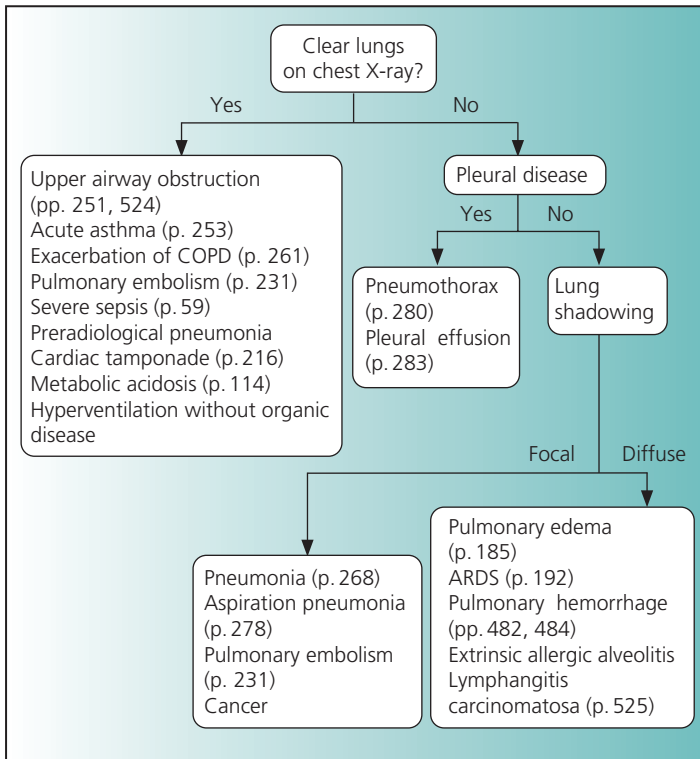 Clear lungs
on chest X-ray?
Yes
No
Upper airway obstruction
(pp. 251, 524)
Acute asthma (p. 253)
Exacerbation of COPD (p. 261)
Pulmonary embolism (p. 231)
Severe sepsis (p. 59)
Preradiological pneumonia
Cardiac tamponade (p. 216)
Metabolic acidosis (p. 114)
Hyperventilation without organic
disease
Pleural disease
Yes
No
Pneumothorax
(p. 280)
Pleural effusion
(p. 283)
Lung
shadowing
Focal
Diffuse
Pneumonia (p. 268)
Aspiration pneumonia
(p. 278)
Pulmonary embolism
(p. 231)
Cancer
Pulmonary edema
(p. 185)
ARDS (p. 192)
Pulmonary hemorrhage
(pp. 482, 484)
Extrinsic allergic alveolitis
Lymphangitis
carcinomatosa (p. 525)